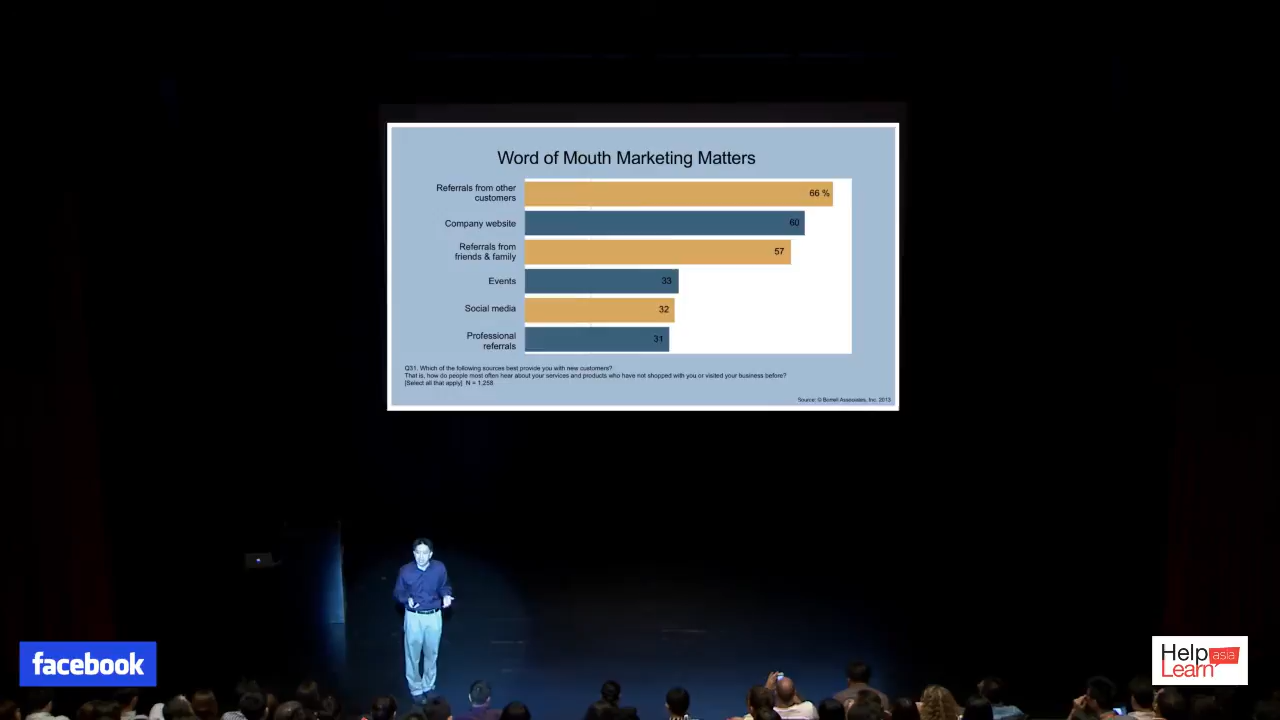 Word of Mouth Marketing Matters
Referrals from other
customers
66 %
Company website
60
Referrals from
friends & family
57
Events
33
Social media
32
Professional
referrals
31
Q31. Which of the following sources best provide you with new customers?
That is, how do people most often hear about your services and products who have not shopped with you or visited your business before?
[Select all that apply] N = 1,258
Source: © Borrell Associates, Inc. 2013
facebook
Help
asia
Learn